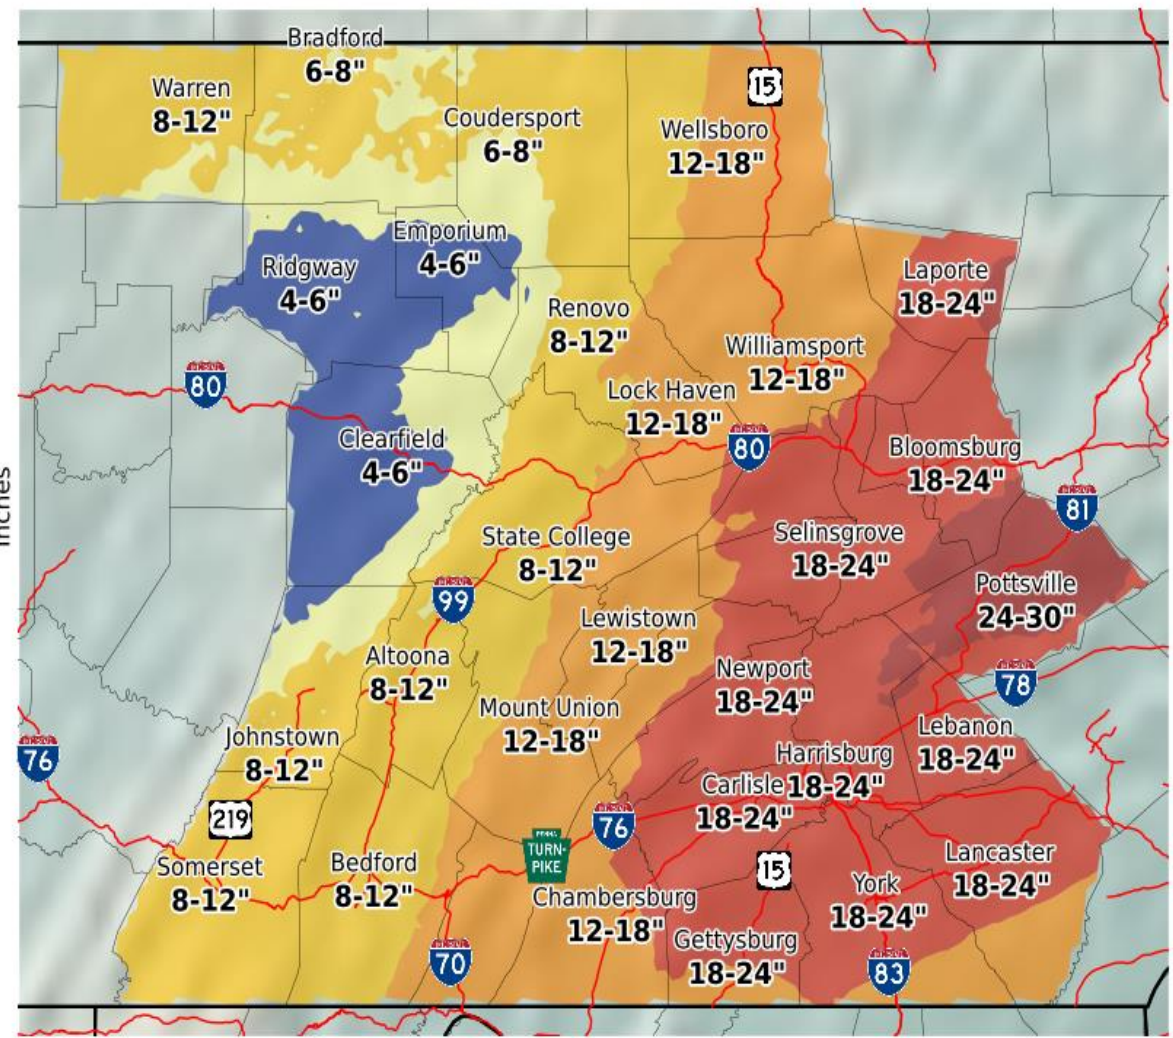 Bradford
6-8"
Warren
8-12"
15
Coudersport
6-8"
Wellsboro
12-18"
Emporium
4-6"
Ridgway
4-6"
Laporte
18-24"
Renovo
8-12"
Williamsport
12-18"
80
Lock Haven
12-18"
Clearfield
4-6"
80
Bloomsburg
18-24"
Inches
81
State College
8-12"
Selinsgrove
18-24"
99
Pottsville
24-30"
Lewistown
12-18"
Altoona
8-12"
Newport
18-24"
78
Mount Union
12-18"
Lebanon
18-24"
Johnstown
8-12"
Harrisburg
18-24"
76
Carlisle
18-24"
219
76
PENNA
TURN-
PIKE
Somerset
8-12"
Bedford
8-12"
15
Lancaster
18-24"
York
18-24"
Chambersburg
12-18"
Gettysburg
18-24"
70
83